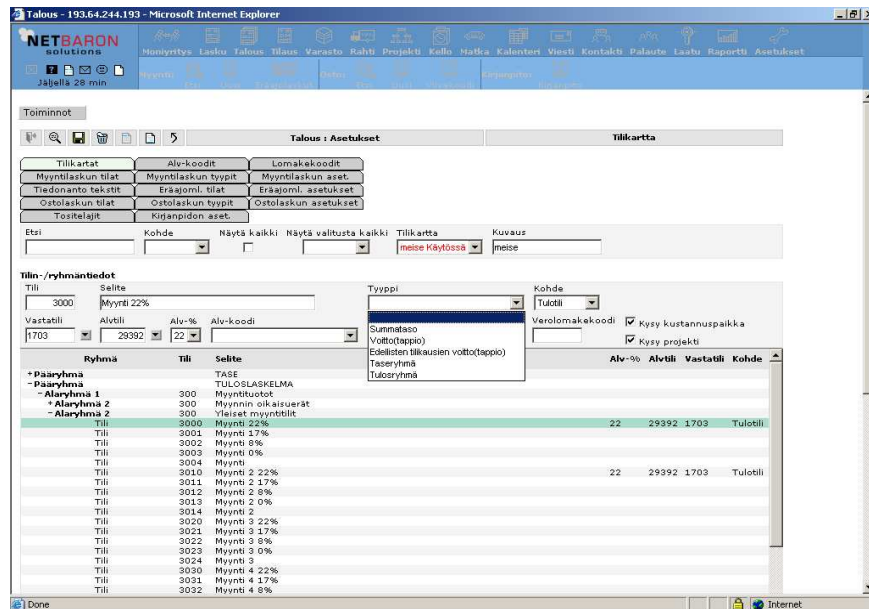 Talous - 193.64.244.193 - Microsoft Internet Explorer
NETBARON
solutions
Moniyritys Lasku Talous Tilaus Varasto Rahti Projekti Kello Matka Kalenteri Viesti Kontakti Palaute Laatu Raportti Asetukset
Jäljellä 28 min
Myynti:
Kirjanpito:
Toiminnot
Talous : Asetukset Tilikartta
Tilikartat Alv-koodit Lomakekoodit
Myyntilaskun tilat Myyntilaskun tyypit Myyntilaskun aset.
Tiedonanto tekstit Eräajoml. tilat Eräajoml. asetukset
Ostolaskun tilat Ostolaskun tyypit Ostolaskun asetukset
Tositelajit Kirjanpidon aset.
Etsi Kohde Näytä kaikki Näytä valitusta kaikki Tilikartta Kuvaus
meise Käytössä meise
Tilin-/ryhmäntiedot
Tili Selite Tyyppi Kohde
3000 Myynti 22% Tulotili
Vastatili Alvtili Alv-% Alv-koodi Verolomakekoodi Kysy kustannuspaikka
1703 29392 22 Kysy projekti
Summataso
Voitto(tappio)
Edellisten tilikausien voitto(tappio)
Taseryhmä
Tulosryhmä
Ryhmä Tili Selite Alv-% Alvtili Vastatili Kohde
+Pääryhmä TASE
-Pääryhmä TULOSLASKELMA
-Alaryhmä 1 300 Myyntituotot
+Alaryhmä 2 300 Myynnin oikaisuerät
-Alaryhmä 2 300 Yleiset myyntitilit
Tili 3000 Myynti 22% 22 29392 1703 Tulotili
Tili 3001 Myynti 17%
Tili 3002 Myynti 8%
Tili 3003 Myynti 0%
Tili 3004 Myynti
Tili 3010 Myynti 2 22% 22 29392 1703 Tulotili
Tili 3011 Myynti 2 17%
Tili 3012 Myynti 2 8%
Tili 3013 Myynti 2 0%
Tili 3014 Myynti 2
Tili 3020 Myynti 3 22%
Tili 3021 Myynti 3 17%
Tili 3022 Myynti 3 8%
Tili 3023 Myynti 3 0%
Tili 3024 Myynti 3
Tili 3030 Myynti 4 22%
Tili 3031 Myynti 4 17%
Tili 3032 Myynti 4 8%
Done Internet